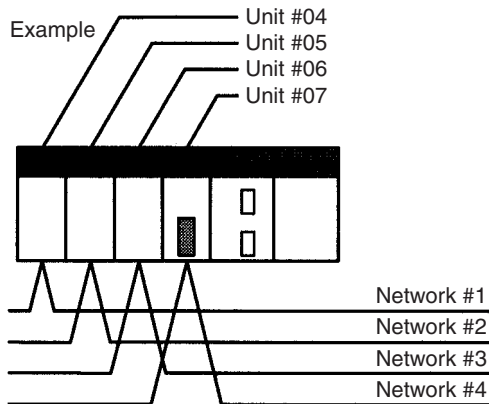 Example
Unit #04
Unit #05
Unit #06
Unit #07
Network #1
Network #2
Network #3
Network #4